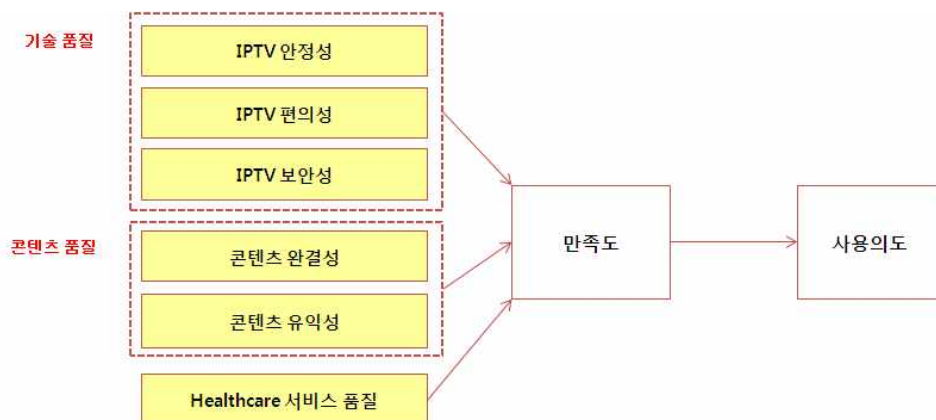 기술 품질
IPTV 안정성
IPTV 편의성
IPTV 보안성
콘텐츠 품질
콘텐츠 완결성
콘텐츠 유익성
Healthcare 서비스 품질
만족도
사용의도